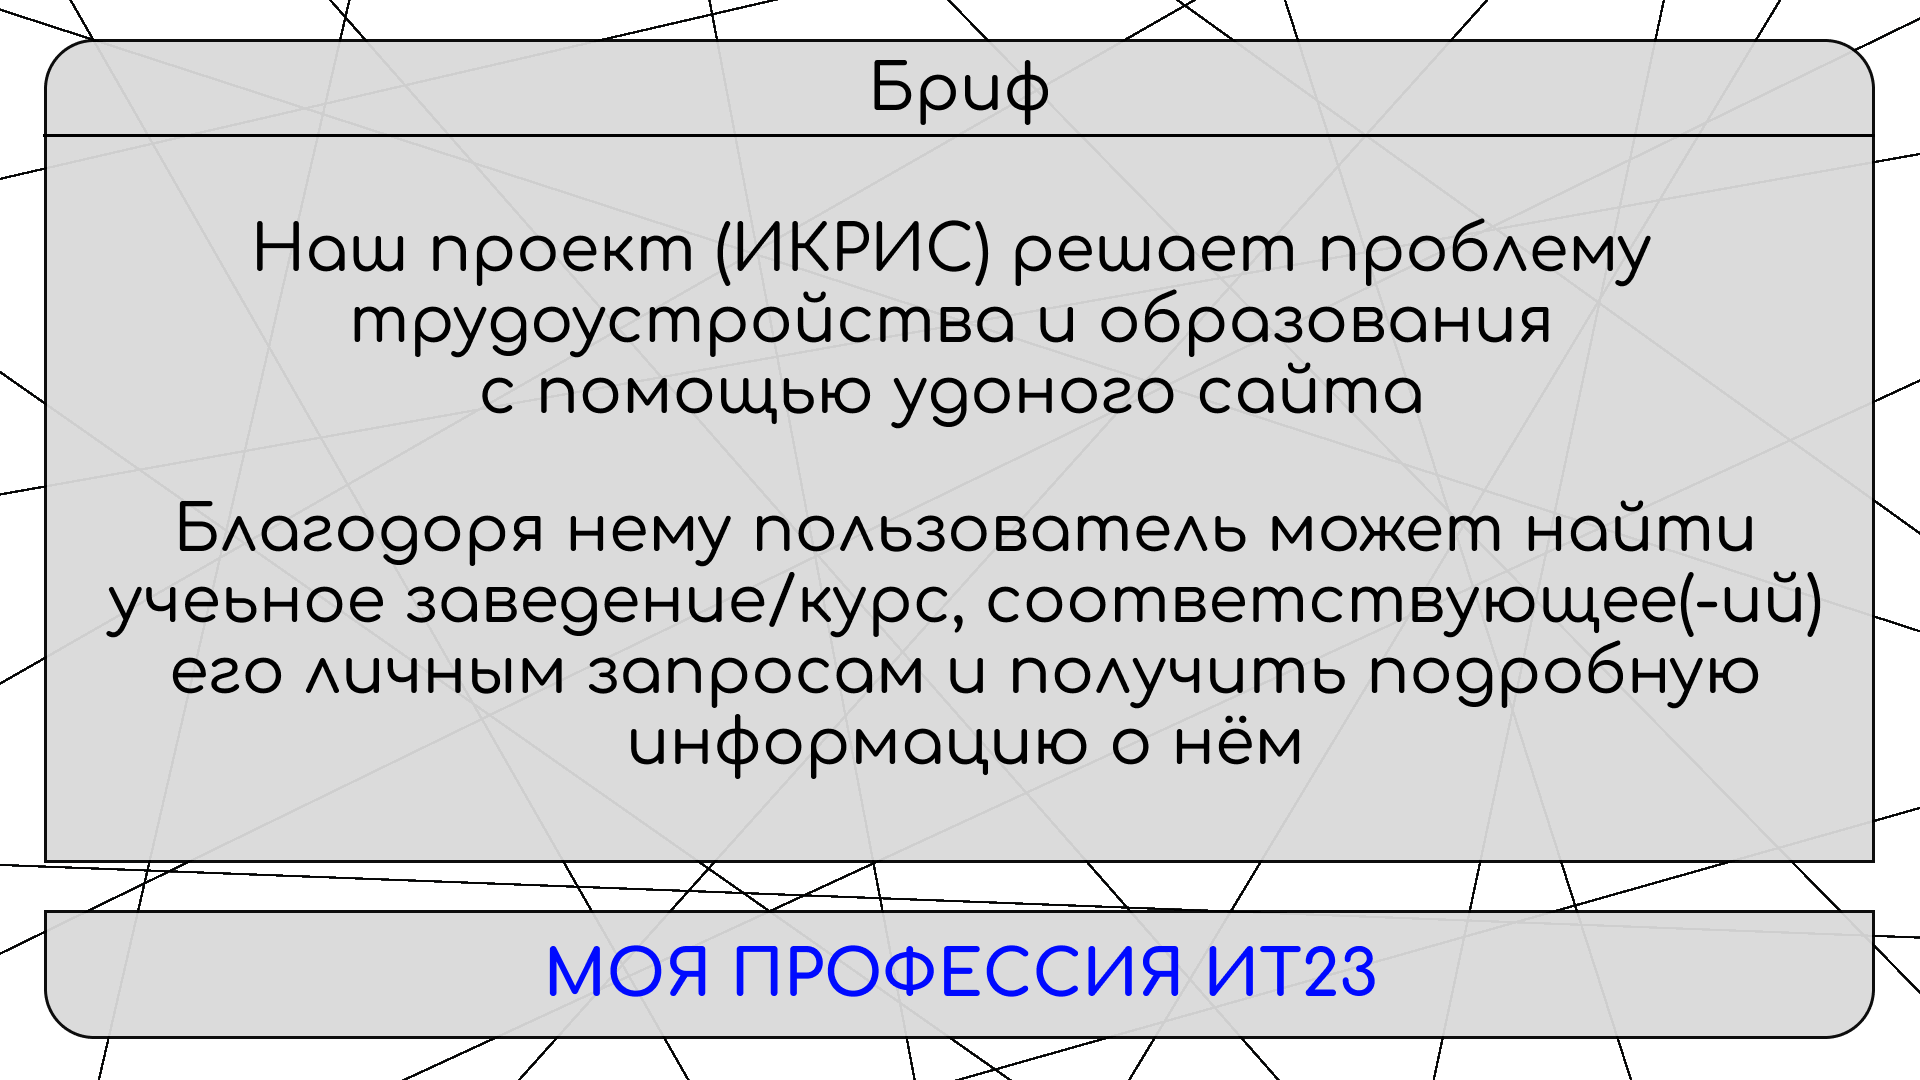 Бриф
Наш проект (ИКРИС) решает проблему
трудоустройства и образования
с помощью удоного сайта
Благодоря нему пользователь может найти
учеьное заведение/курс, соответствующее(-ий)
его личным запросам и получить подробную
информацию о нём
МОЯ ПРОФЕССИЯ ИТ23